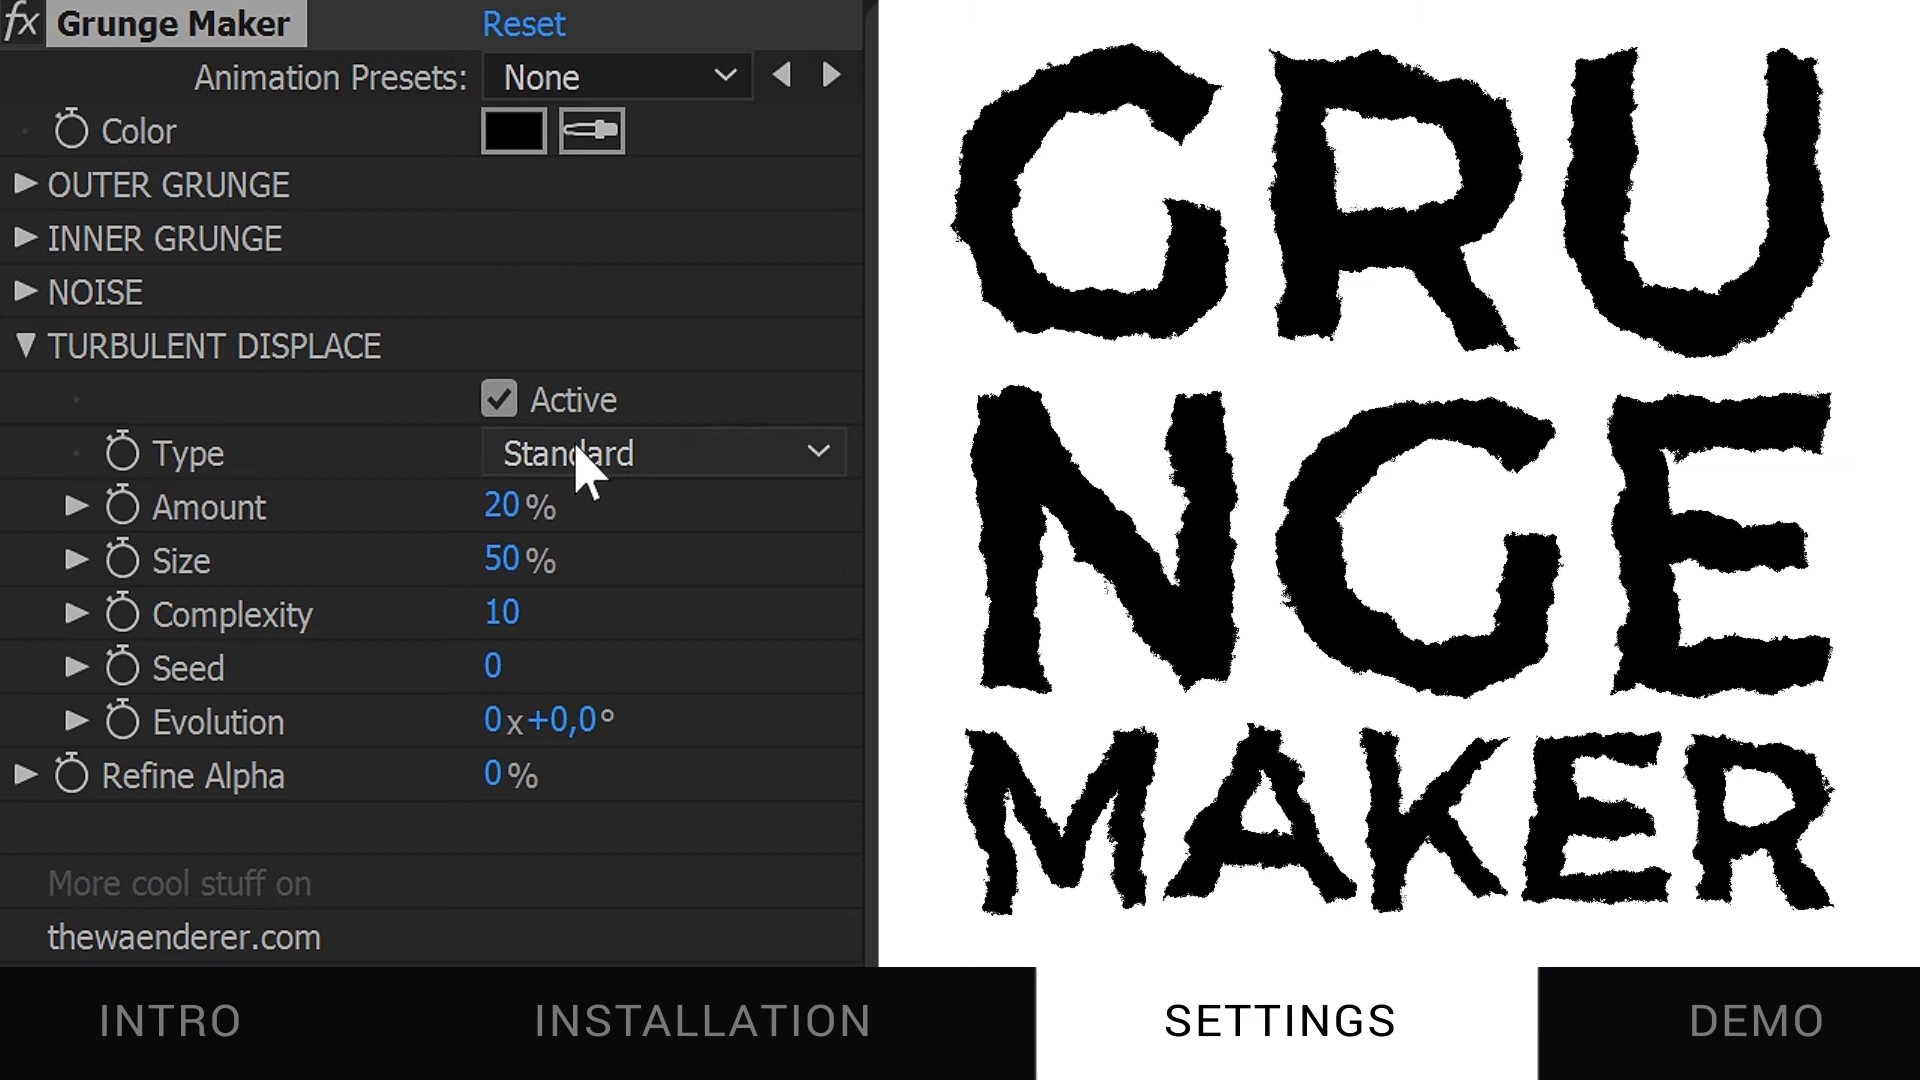 fx Grunge Maker Reset
Animation Presets: None
Color
OUTER GRUNGE
INNER GRUNGE
NOISE
TURBULENT DISPLACE
Active
Type Standard
Amount 20 %
Size 50 %
Complexity 10
Seed 0
Evolution 0x+0,0°
Refine Alpha 0 %
More cool stuff on
thewaenderer.com
GRU
NGE
MAKER
INTRO INSTALLATION SETTINGS DEMO